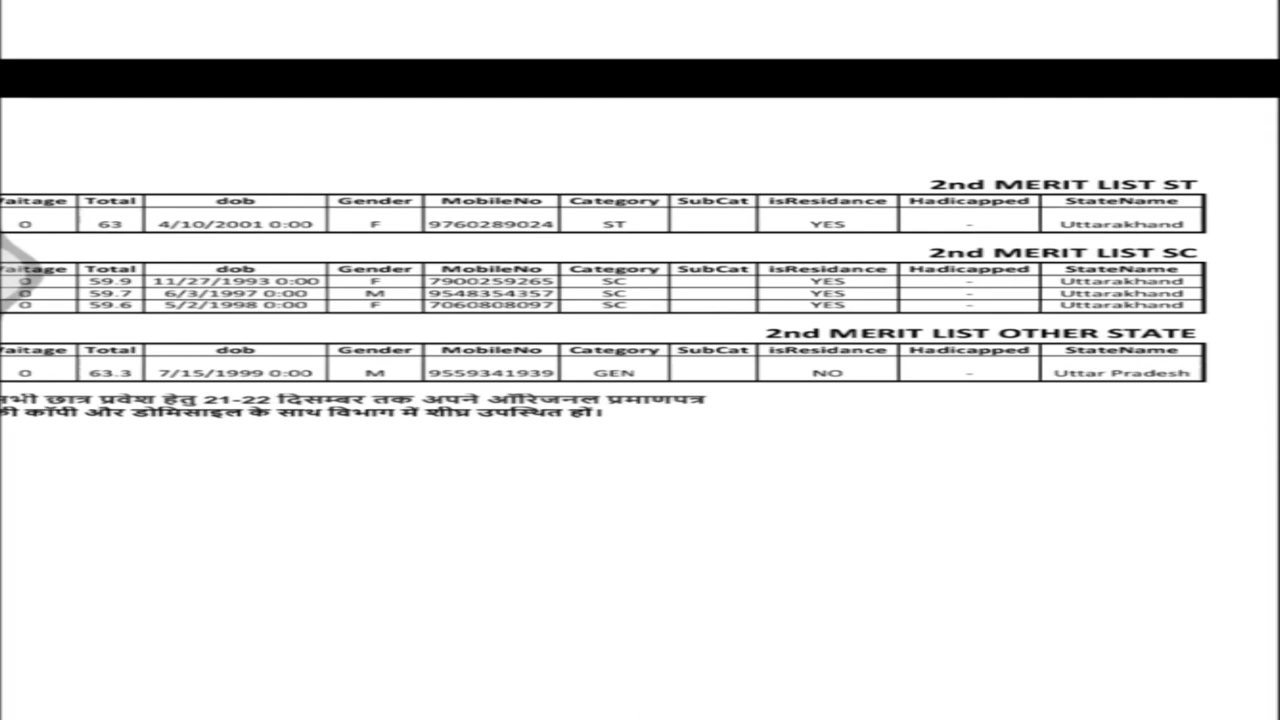 2nd MERIT LIST ST
Total dob Gender MobileNo Category SubCat isResidance Hadicapped StateName
0 63 4/10/2001 0:00 F 9760289024 ST YES - Uttarakhand
2nd MERIT LIST SC
Total dob Gender MobileNo Category SubCat isResidance Hadicapped StateName
0 59.9 11/27/1993 0:00 F 7900259265 SC YES - Uttarakhand
0 59.7 6/3/1997 0:00 M 9548354357 SC YES - Uttarakhand
0 59.6 5/2/1998 0:00 F 7060808097 SC YES - Uttarakhand
2nd MERIT LIST OTHER STATE
Total dob Gender MobileNo Category SubCat isResidance Hadicapped StateName
0 63.3 7/15/1999 0:00 M 9559341939 GEN NO - Uttar Pradesh
छात्र प्रवेश हेतु 21-22 दिसम्बर तक अपने ऑरिजनल प्रमाणपत्र
कॉपी और डोमिसाइल के साथ विभाग में शीघ्र उपस्थित हों।